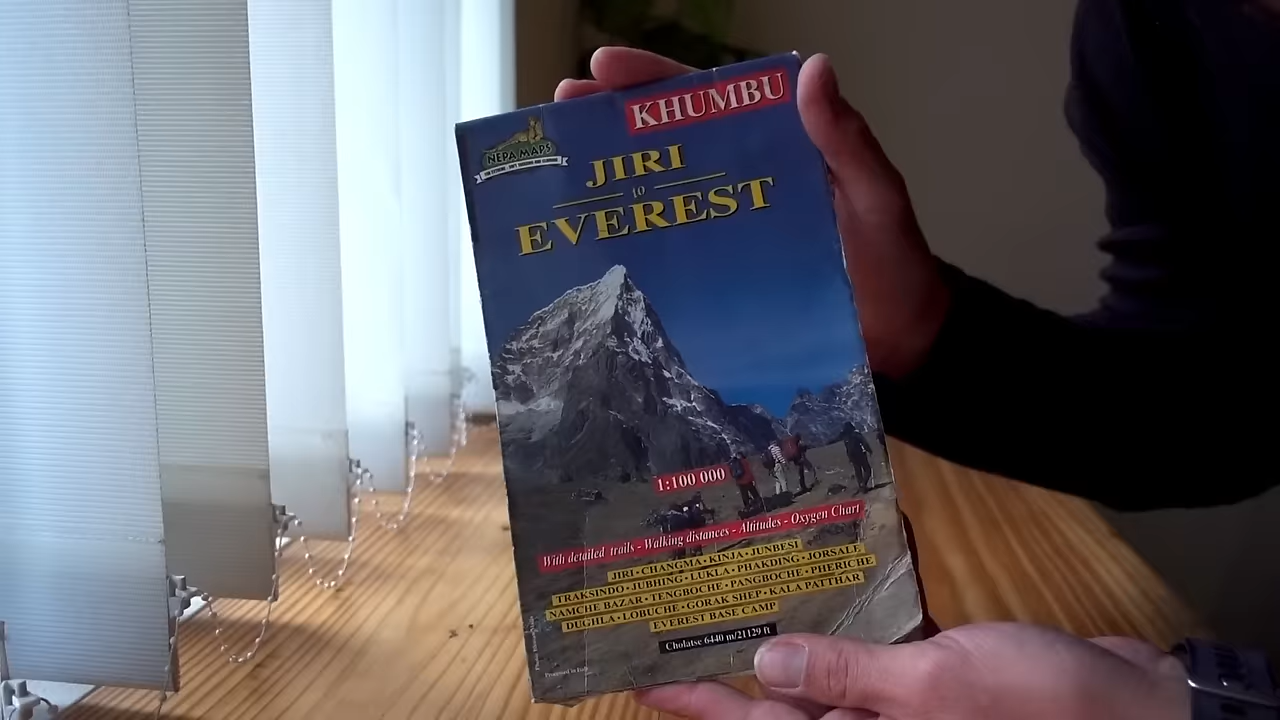 KHUMBU
NEPA MAPS
JIRI
to
EVEREST
1:100 000
With detailed trails - Walking distances - Altitudes - Oxygen Chart
JIRI • CHANGMA • KINJA • JUNBESI
TRAKSINDO • JUBHING • LUKLA • PHAKDING • JORSALE
NAMCHE BAZAR • TENGBOCHE • PANGBOCHE • PHERICHE
DUGHLA • LOBUCHE • GORAK SHEP • KALA PATTHAR
EVEREST BASE CAMP
Cholatse 6440 m/21129 ft